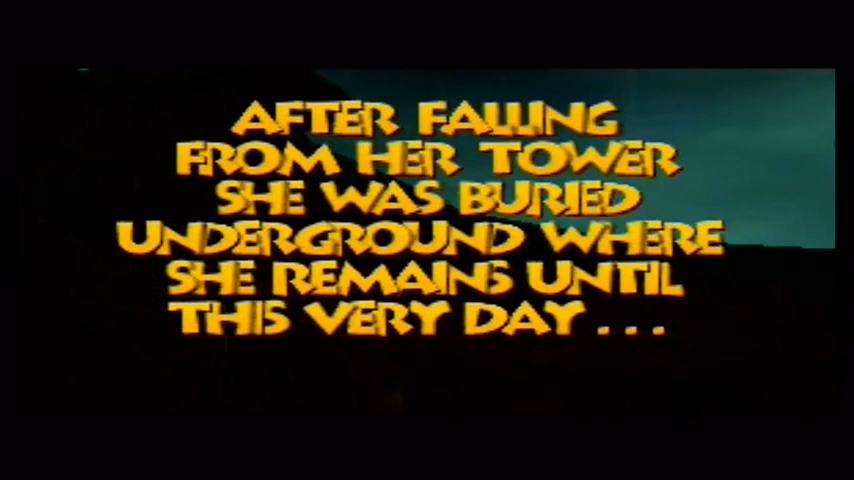 AFTER FALLING
FROM HER TOWER
SHE WAS BURIED
UNDERGROUND WHERE
SHE REMAINS UNTIL
THIS VERY DAY...